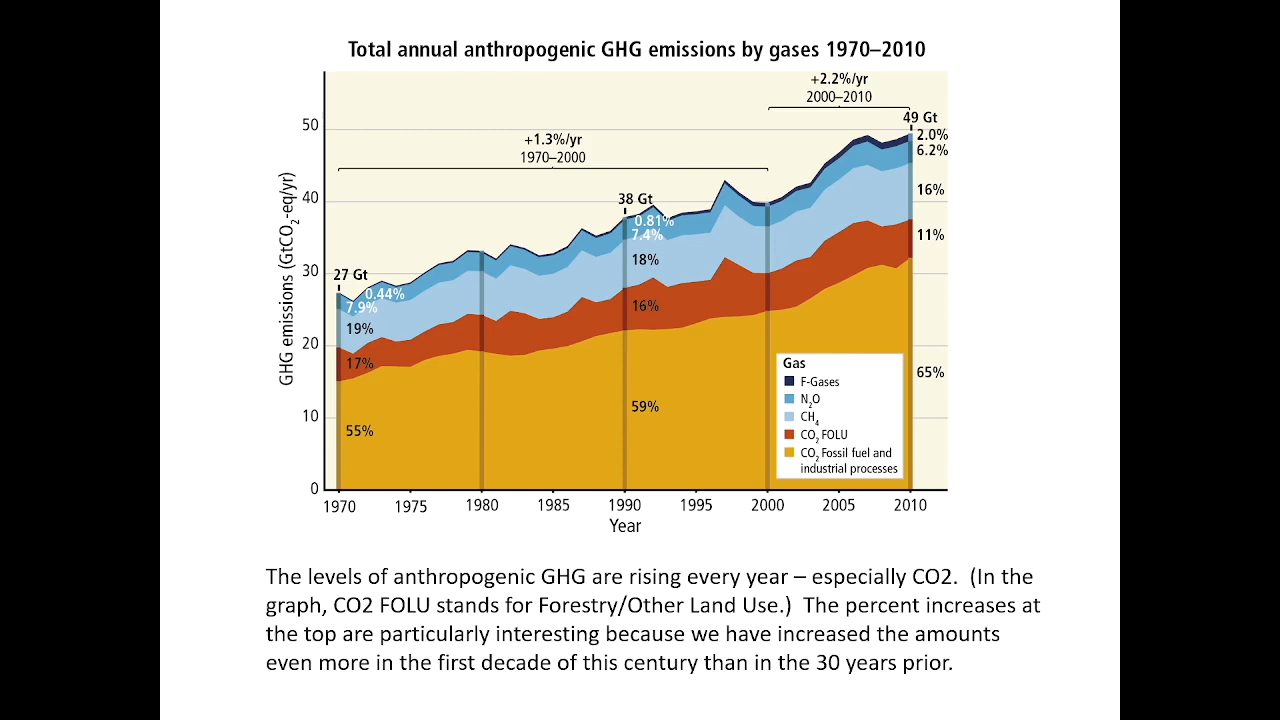 Total annual anthropogenic GHG emissions by gases 1970–2010
+2.2%/yr
2000–2010
49 Gt
+1.3%/yr
1970–2000
38 Gt
27 Gt
GHG emissions (GtCO2-eq/yr)
50
40
30
20
10
0
0.44%
7.9%
19%
17%
55%
0.81%
7.4%
18%
16%
59%
2.0%
6.2%
16%
11%
65%
Gas
F-Gases
N2O
CH4
CO2 FOLU
CO2 Fossil fuel and
industrial processes
1970 1975 1980 1985 1990 1995 2000 2005 2010
Year
The levels of anthropogenic GHG are rising every year – especially CO2.  (In the
graph, CO2 FOLU stands for Forestry/Other Land Use.)  The percent increases at
the top are particularly interesting because we have increased the amounts
even more in the first decade of this century than in the 30 years prior.